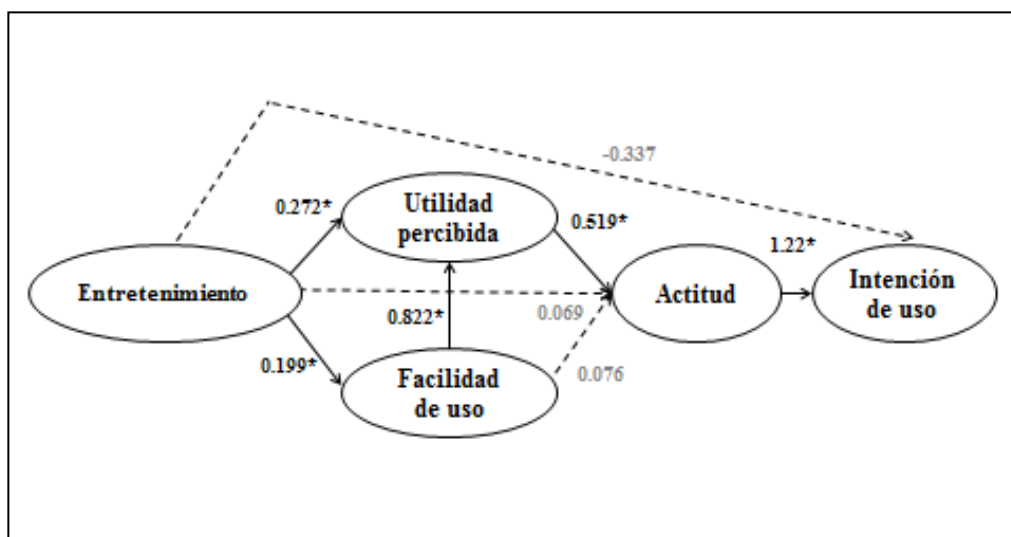 -0.337
0.272*
Utilidad
percibida
0.519*
1.22*
Entretenimiento
0.822*
0.069
Actitud
Intención
de uso
0.199*
Facilidad
de uso
0.076